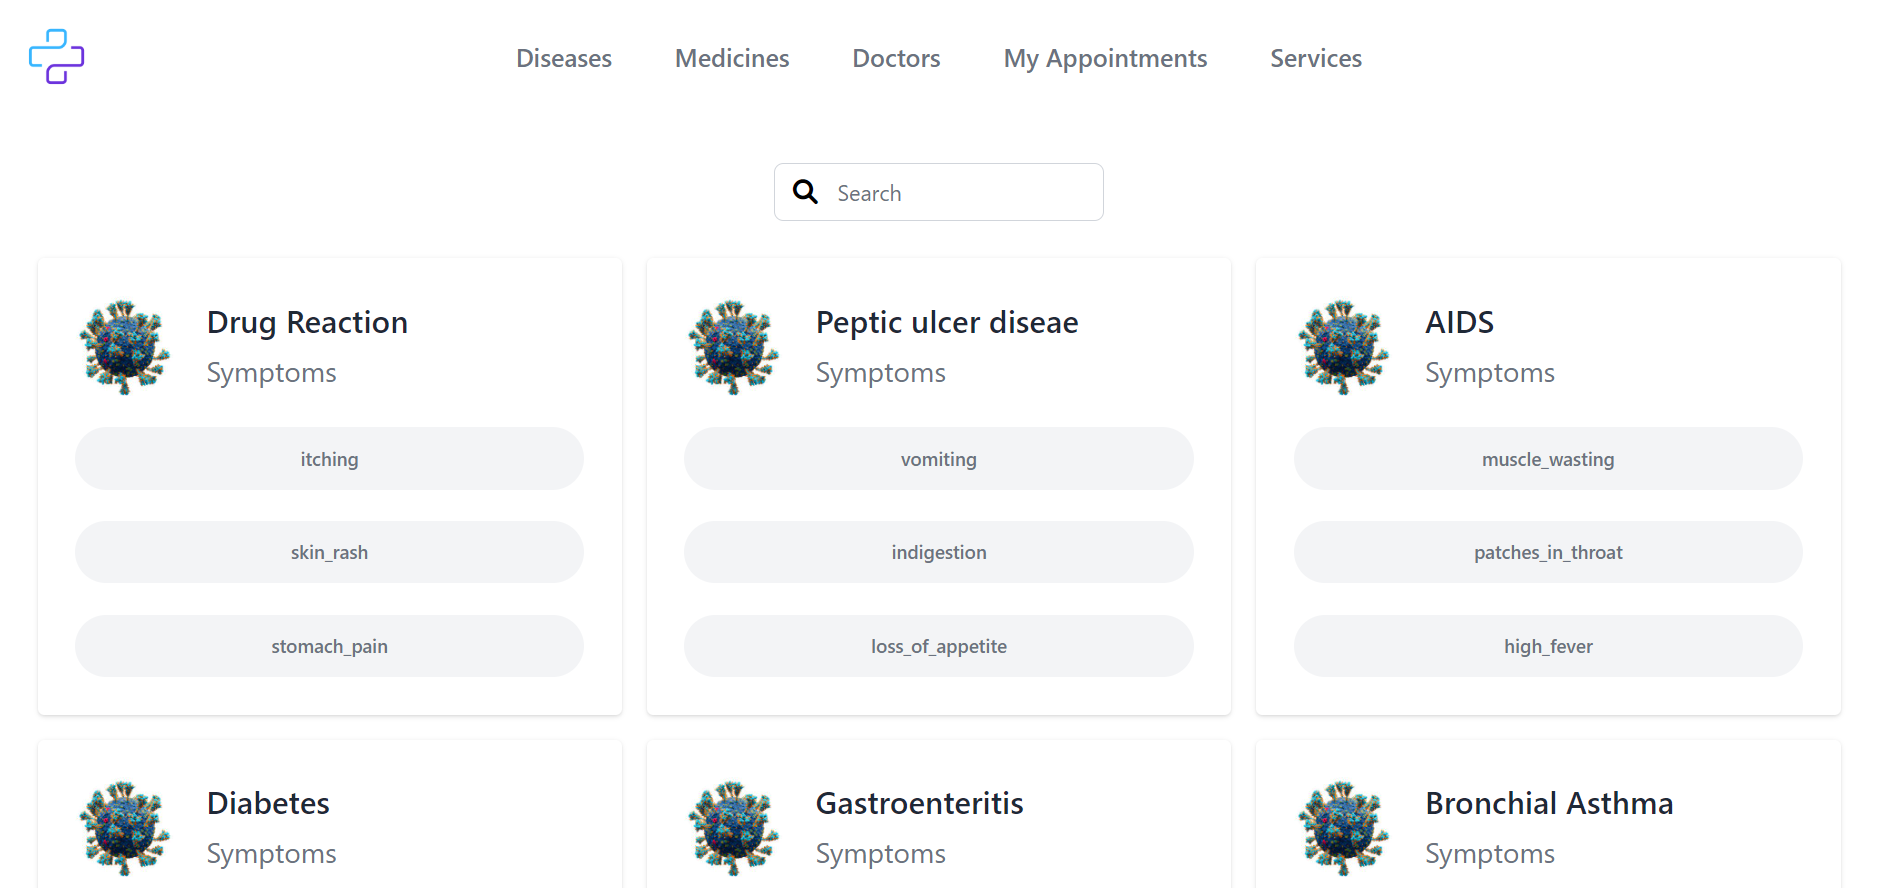 Diseases Medicines Doctors My Appointments Services
Search
Drug Reaction
Symptoms
itching
skin_rash
stomach_pain
Peptic ulcer diseae
Symptoms
vomiting
indigestion
loss_of_appetite
AIDS
Symptoms
muscle_wasting
patches_in_throat
high_fever
Diabetes
Symptoms
Gastroenteritis
Symptoms
Bronchial Asthma
Symptoms